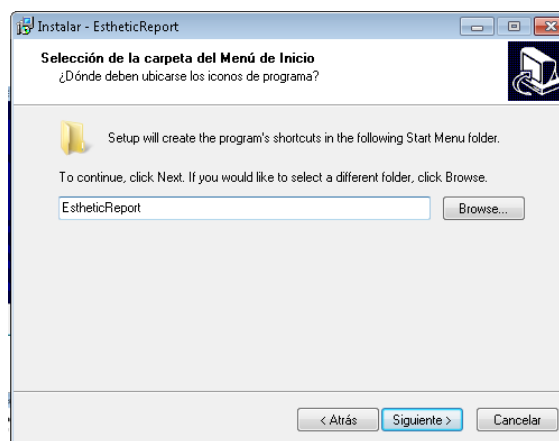 Instalar - EstheticReport
Selección de la carpeta del Menú de Inicio
¿Dónde deben ubicarse los iconos de programa?
Setup will create the program's shortcuts in the following Start Menu folder.
To continue, click Next. If you would like to select a different folder, click Browse.
EstheticReport
Browse...
< Atrás
Siguiente >
Cancelar